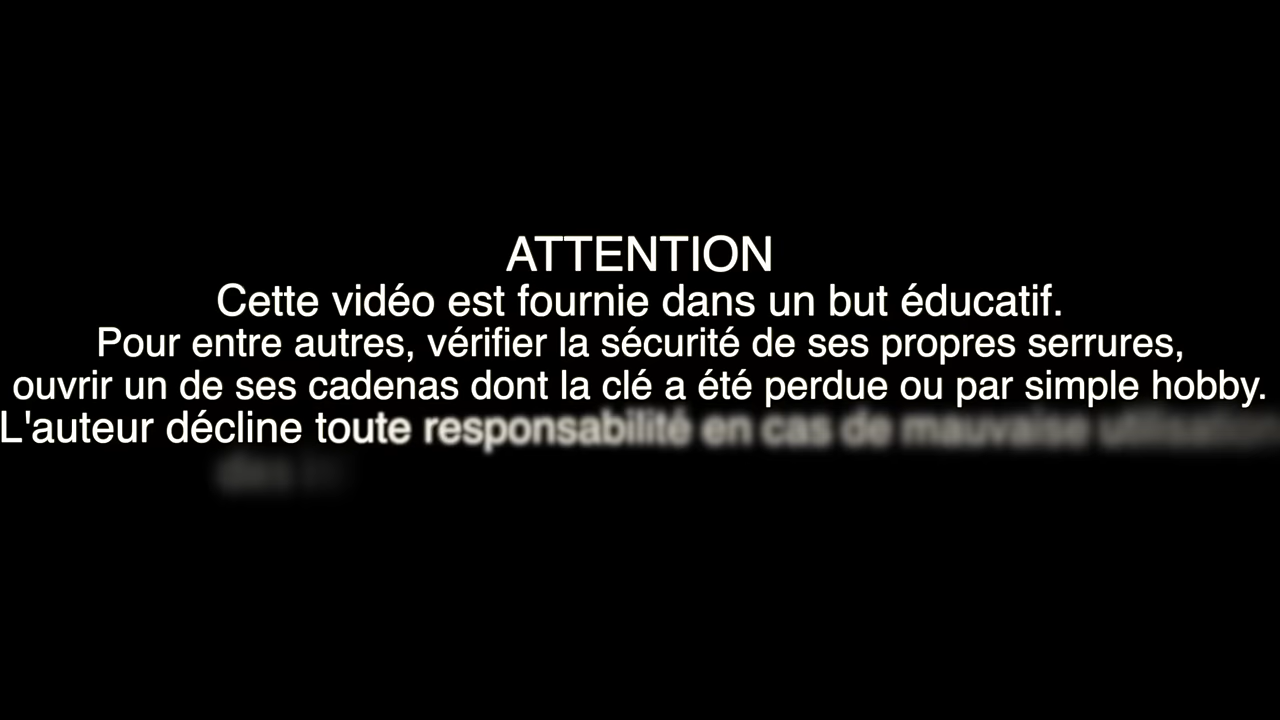 ATTENTION
Cette vidéo est fournie dans un but éducatif.
Pour entre autres, vérifier la sécurité de ses propres serrures,
ouvrir un de ses cadenas dont la clé a été perdue ou par simple hobby.
L'auteur décline toute responsabilité en cas de mauvaise utilisation
des